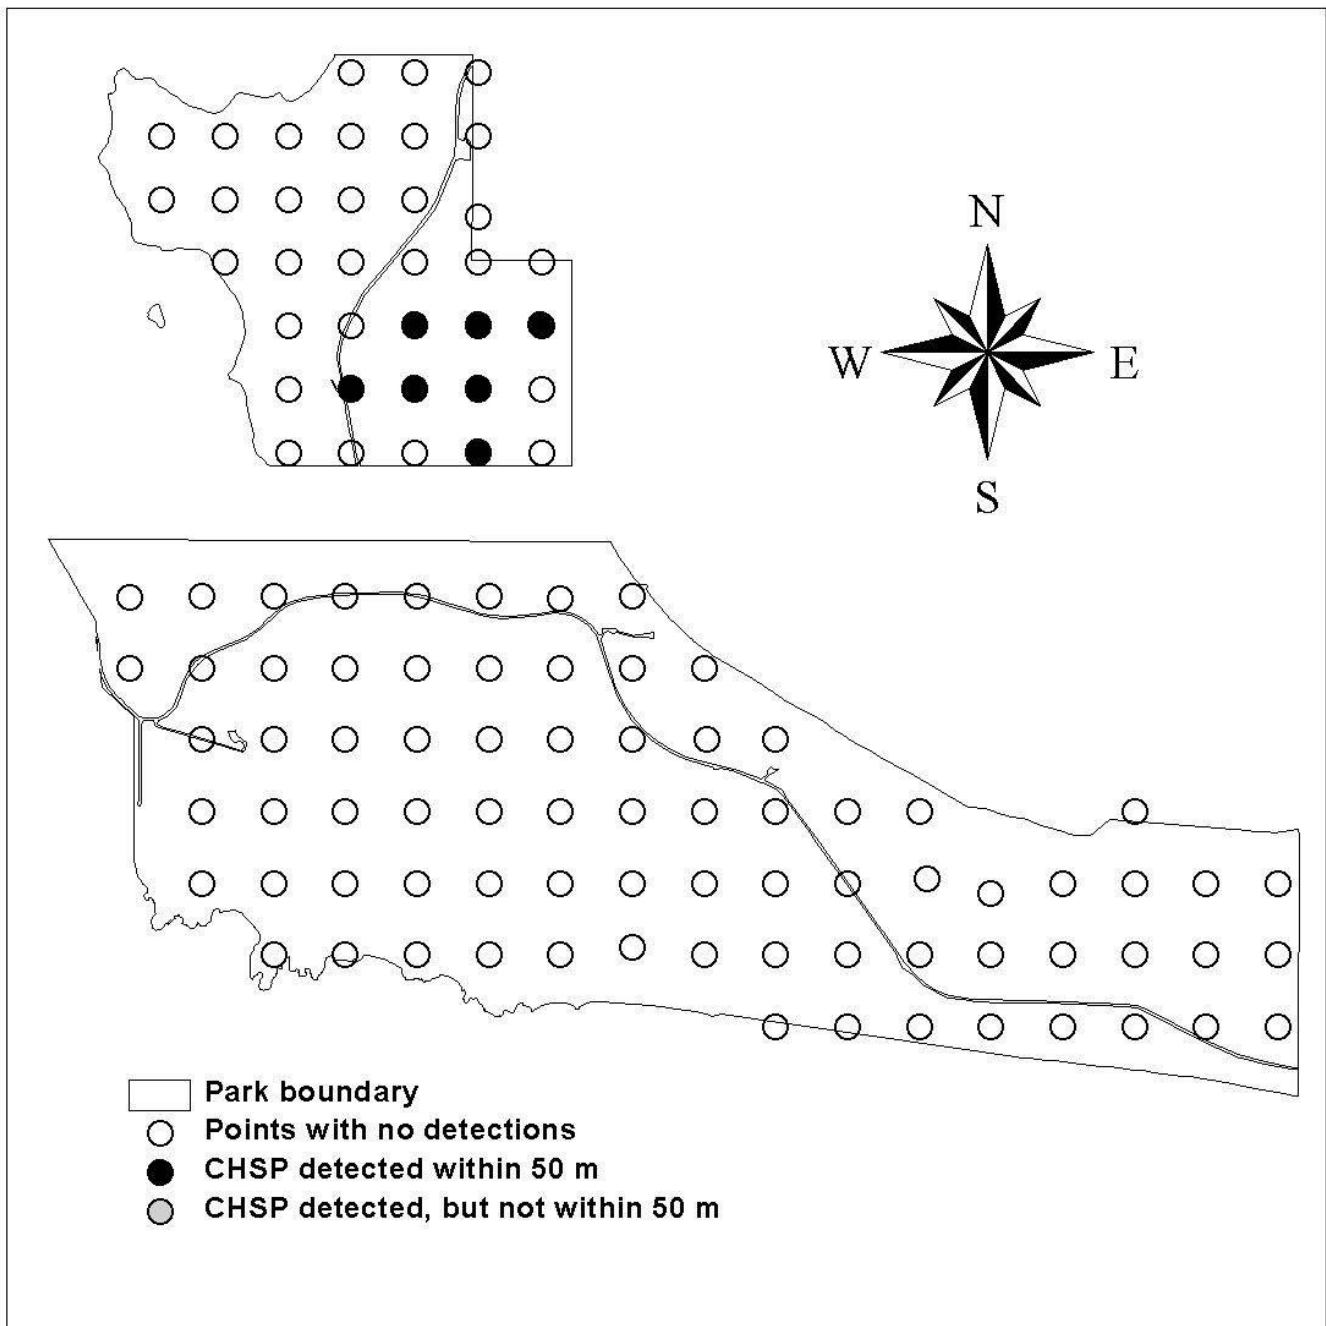 N
W
E
S
Park boundary
Points with no detections
CHSP detected within 50 m
CHSP detected, but not within 50 m